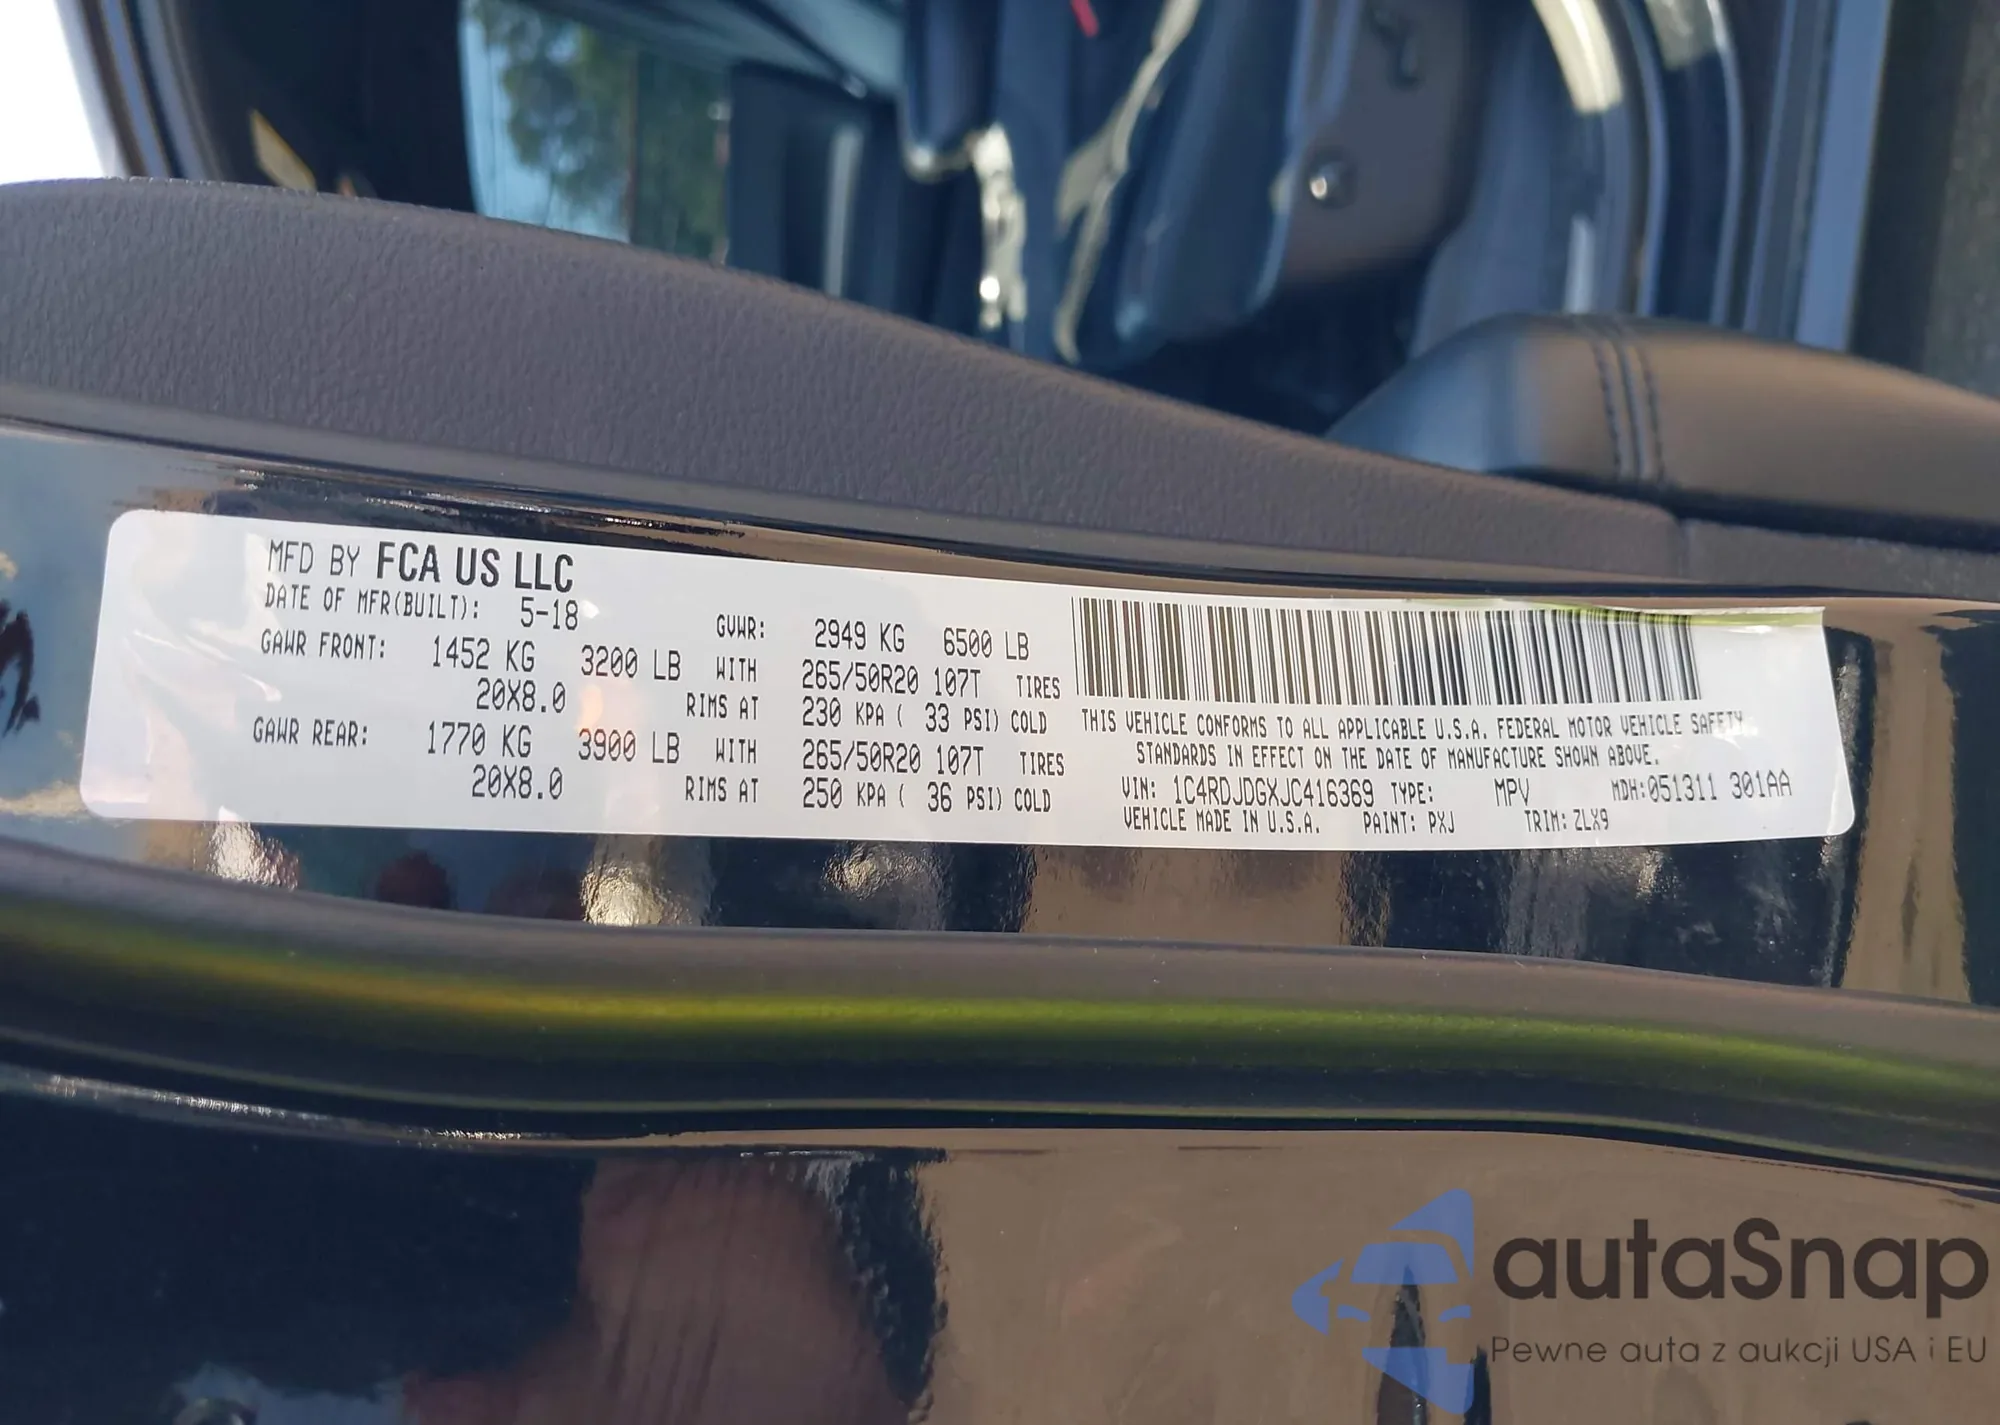 MFD BY FCA US LLC
DATE OF MFR(BUILT): 5-18 GVWR: 2949 KG 6500 LB
GAWR FRONT: 1452 KG 3200 LB WITH 265/50R20 107T TIRES
20X8.0 RIMS AT 230 KPA ( 33 PSI) COLD
GAWR REAR: 1770 KG 3900 LB WITH 265/50R20 107T TIRES
20X8.0 RIMS AT 250 KPA ( 36 PSI) COLD
THIS VEHICLE CONFORMS TO ALL APPLICABLE U.S.A. FEDERAL MOTOR VEHICLE SAFETY
STANDARDS IN EFFECT ON THE DATE OF MANUFACTURE SHOWN ABOVE.
VIN: 1C4RDJDGXJC416369 TYPE: MPV MDH:051311 301AA
VEHICLE MADE IN U.S.A. PAINT: PXJ TRIM: ZLX9
autaSnap
Pewne auta z aukcji USA i EU